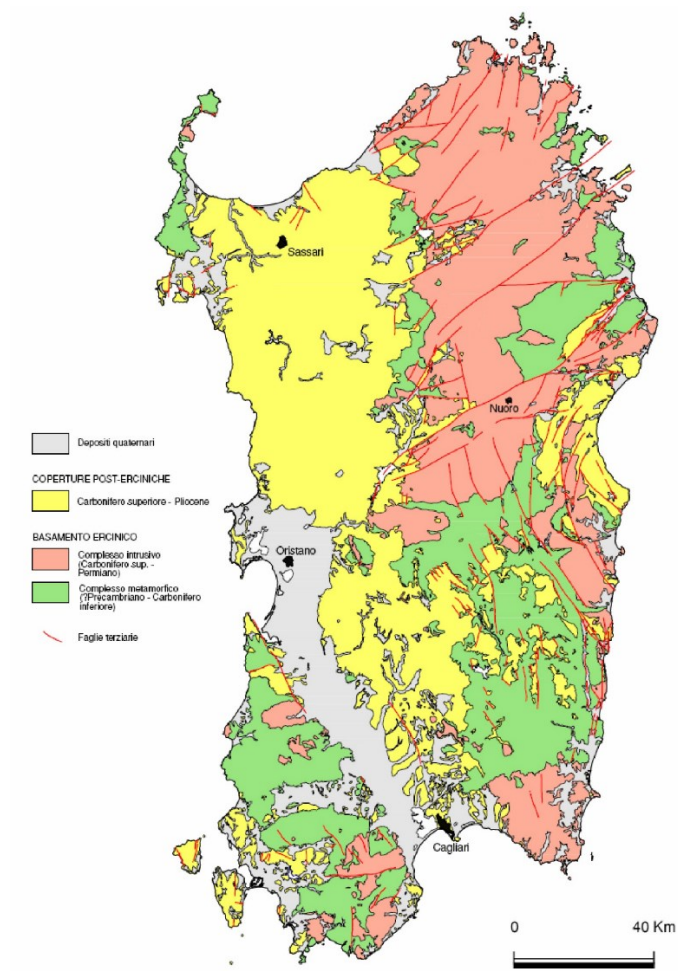 Sassari
Nuoro
Depositi quaternari
COPERTURE POST-ERCINICHE
Carbonifero superiore - Pliocene
BASAMENTO ERCINICO
Complesso intrusivo
(Carbonifero sup. -
Permiano)
Complesso metamorfico
(?Precambriano - Carbonifero
inferiore)
Faglie terziarie
Oristano
Cagliari
0 40 Km